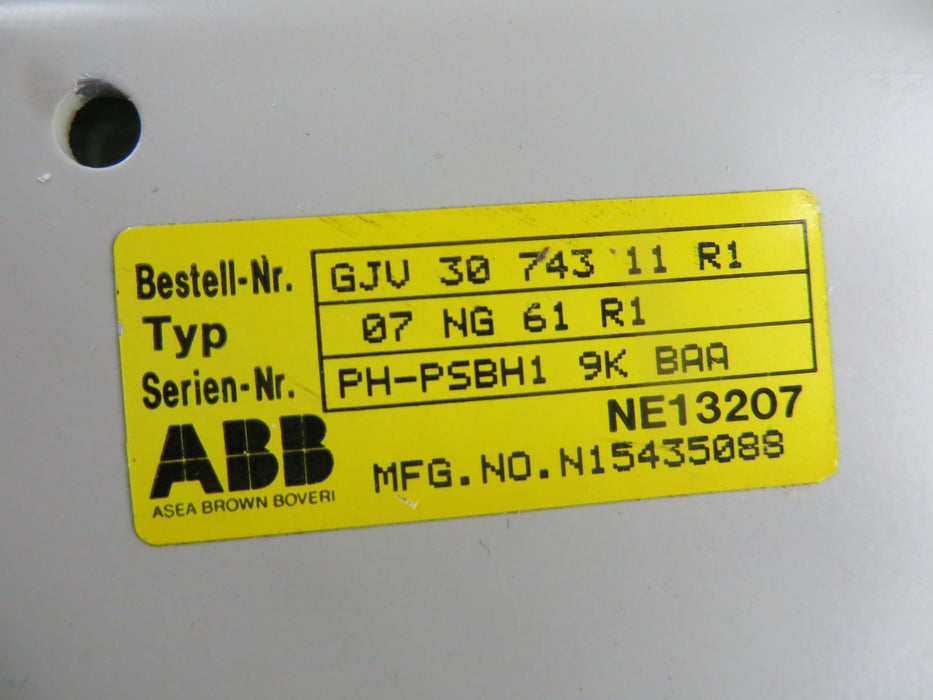 Bestell-Nr. GJV 30 743 11 R1
Typ 07 NG 61 R1
Serien-Nr. PH-PSBH1 9K BAA
NE13207
ABB MFG.NO.N15435088
ASEA BROWN BOVERI